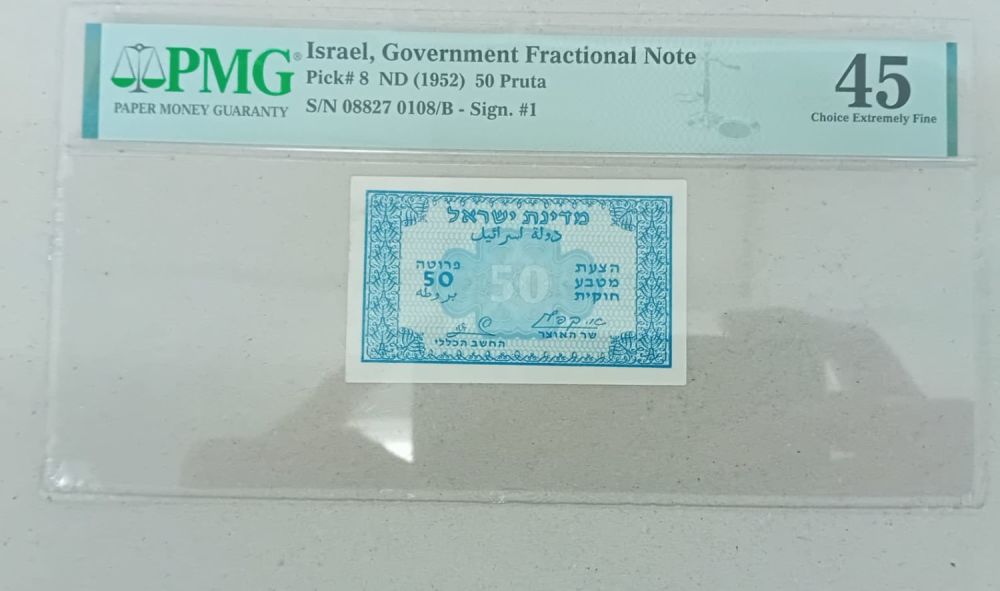 PMG®
PAPER MONEY GUARANTY
Israel, Government Fractional Note
Pick# 8 ND (1952) 50 Pruta
S/N 08827 0108/B - Sign. #1
45
Choice Extremely Fine
מדינת ישראל
دولة اسرائيل
פרוטה
50
بروطة
50
הצעת
מטבע
חוקית
החשב הכללי
שר האוצר